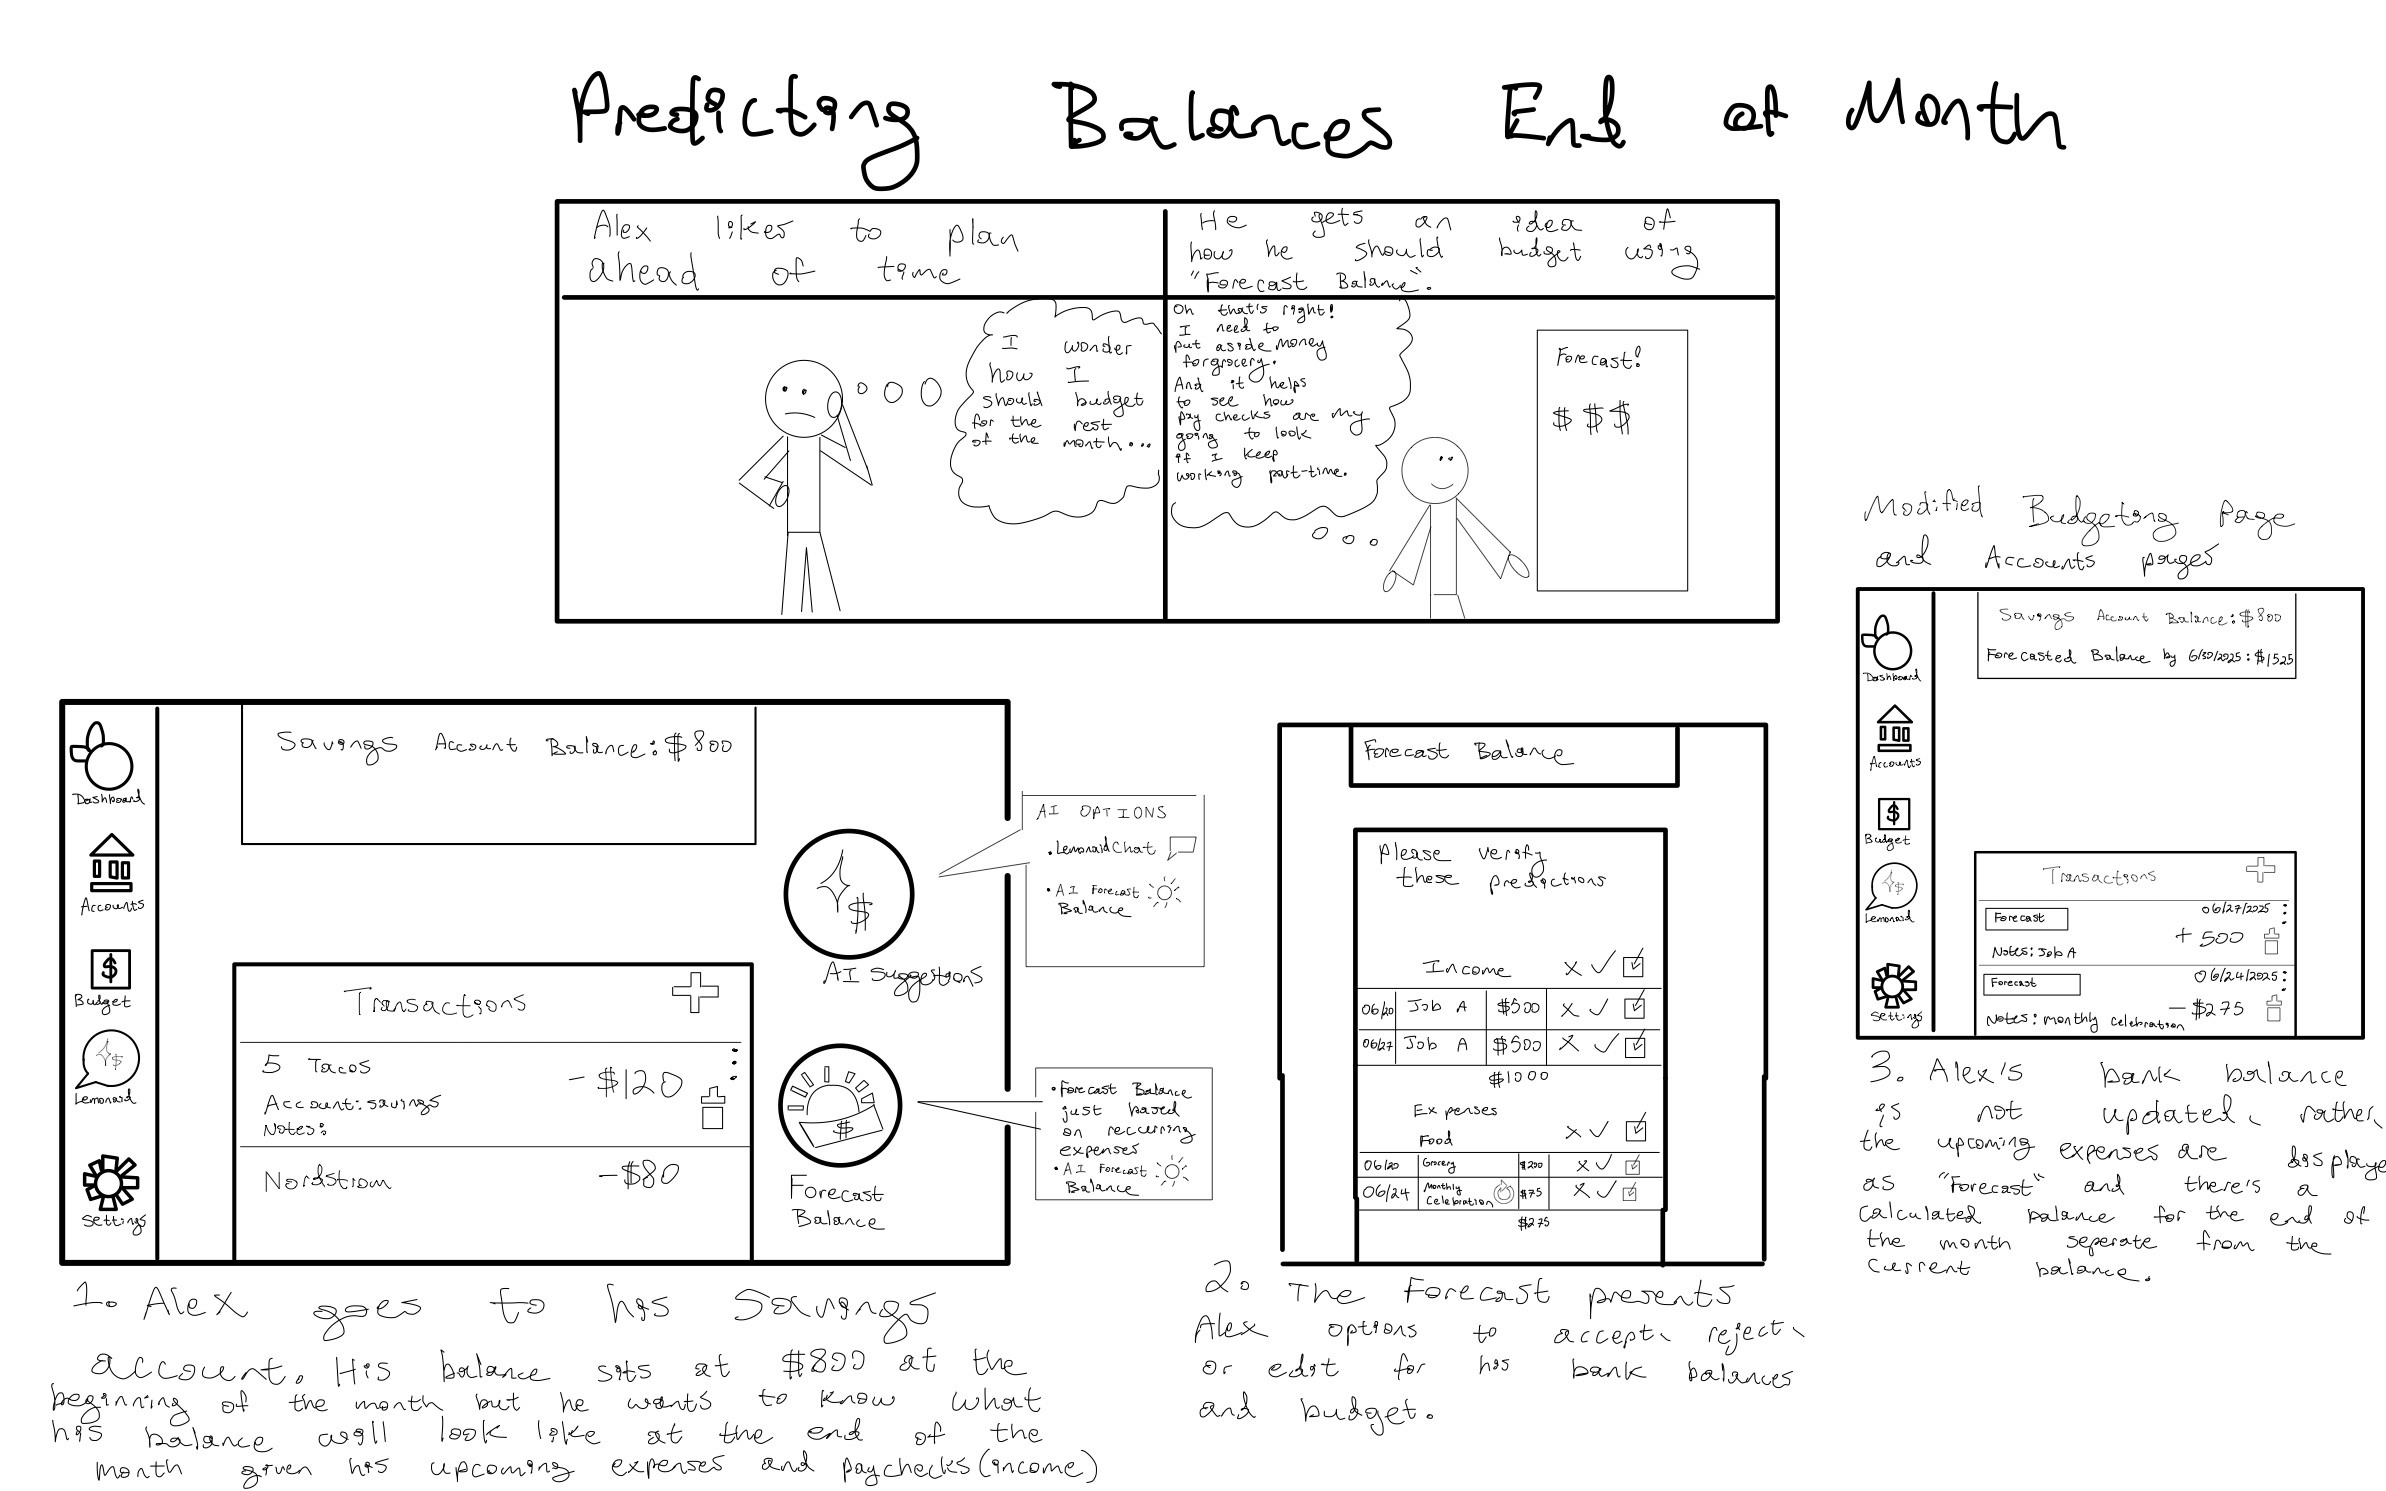 Predicting Balances End of Month
Alex likes to plan
ahead of time
He gets an idea of
how he should budget using
"Forecast Balance".
I wonder
how I
should budget
for the rest
of the month...
Oh that's right!
I need to
put aside money
for grocery.
And it helps
to see how
pay checks are my
going to look
if I keep
working part-time.
Forecast!
$ $ $
Savings Account Balance: $800
Dashboard
Accounts
Budget
Lemonaid
Settings
Transactions
5 Tacos
-$120
Account: savings
Notes:
Nordstrom
-$80
$
AI Suggestions
$
Forecast
Balance
AI OPTIONS
• Lemonaid Chat
• AI Forecast
Balance
• Forecast Balance
just based
on recurring
expenses
• AI Forecast
Balance
1. Alex goes to his Savings
account. His balance sits at $800 at the
beginning of the month but he wants to know what
his balance will look like at the end of the
month given his upcoming expenses and paychecks (income)
Forecast Balance
Please verify
these predictions
Income
06/20 Job A $500
06/27 Job A $500
$1000
Expenses
Food
06/20 Grocery $200
06/24 Monthly Celebration $75
$275
2. The Forecast presents
Alex options to accept, reject,
or edit for his bank balances
and budget.
Modified Budgeting Page
and Accounts pages
Savings Account Balance: $800
Forecasted Balance by 6/30/2025: $1525
Dashboard
Accounts
Budget
Lemonaid
Settings
Transactions
Forecast
06/27/2025
+ 500
Notes: Job A
Forecast
06/24/2025
-$275
Notes: monthly celebration
3. Alex's bank balance
is not updated, rather,
the upcoming expenses are displaye
as "Forecast" and there's a
calculated balance for the end of
the month seperate from the
current balance.